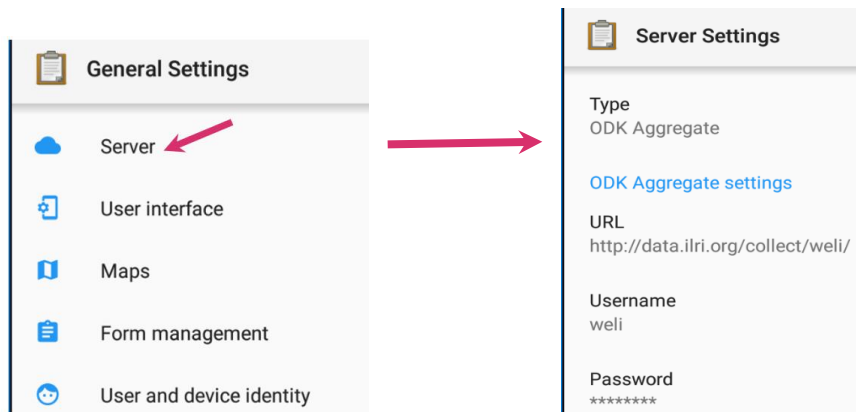 General Settings
Server
User interface
Maps
Form management
User and device identity
Server Settings
Type
ODK Aggregate
ODK Aggregate settings
URL
http://data.ilri.org/collect/weli/
Username
weli
Password
********